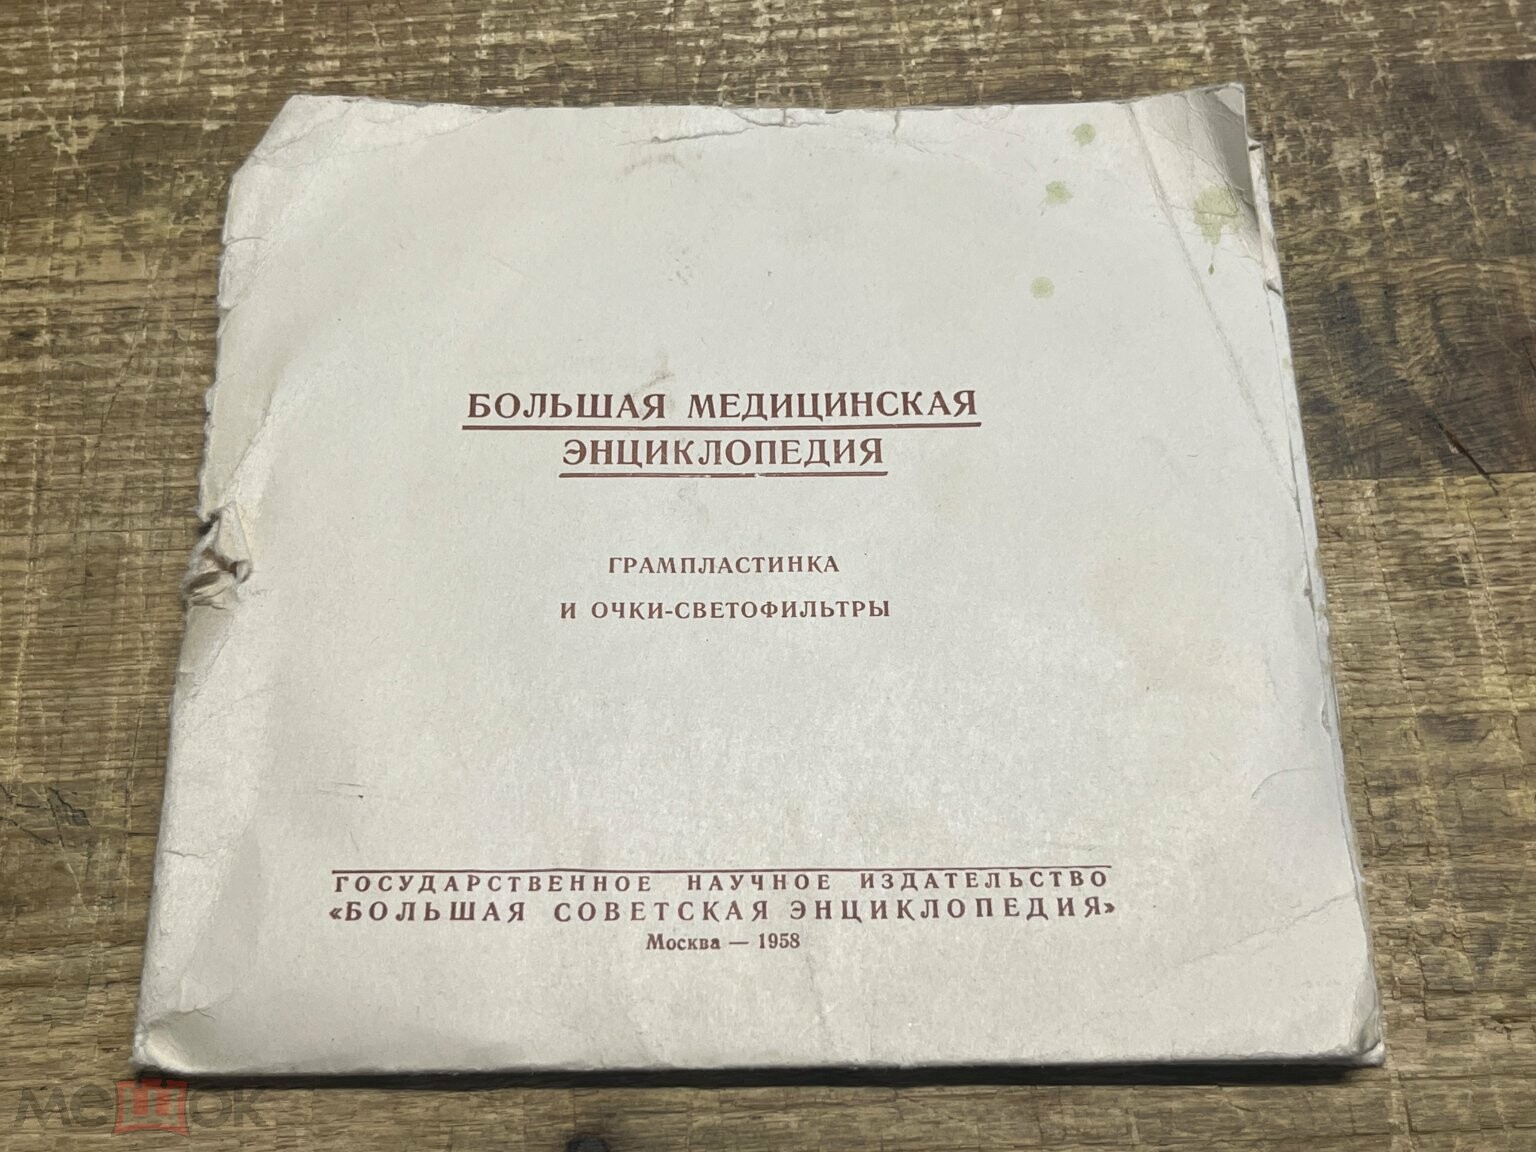 БОЛЬШАЯ МЕДИЦИНСКАЯ
ЭНЦИКЛОПЕДИЯ
ГРАМПЛАСТИНКА
И ОЧКИ-СВЕТОФИЛЬТРЫ
ГОСУДАРСТВЕННОЕ НАУЧНОЕ ИЗДАТЕЛЬСТВО
«БОЛЬШАЯ СОВЕТСКАЯ ЭНЦИКЛОПЕДИЯ»
Москва — 1958
мешок